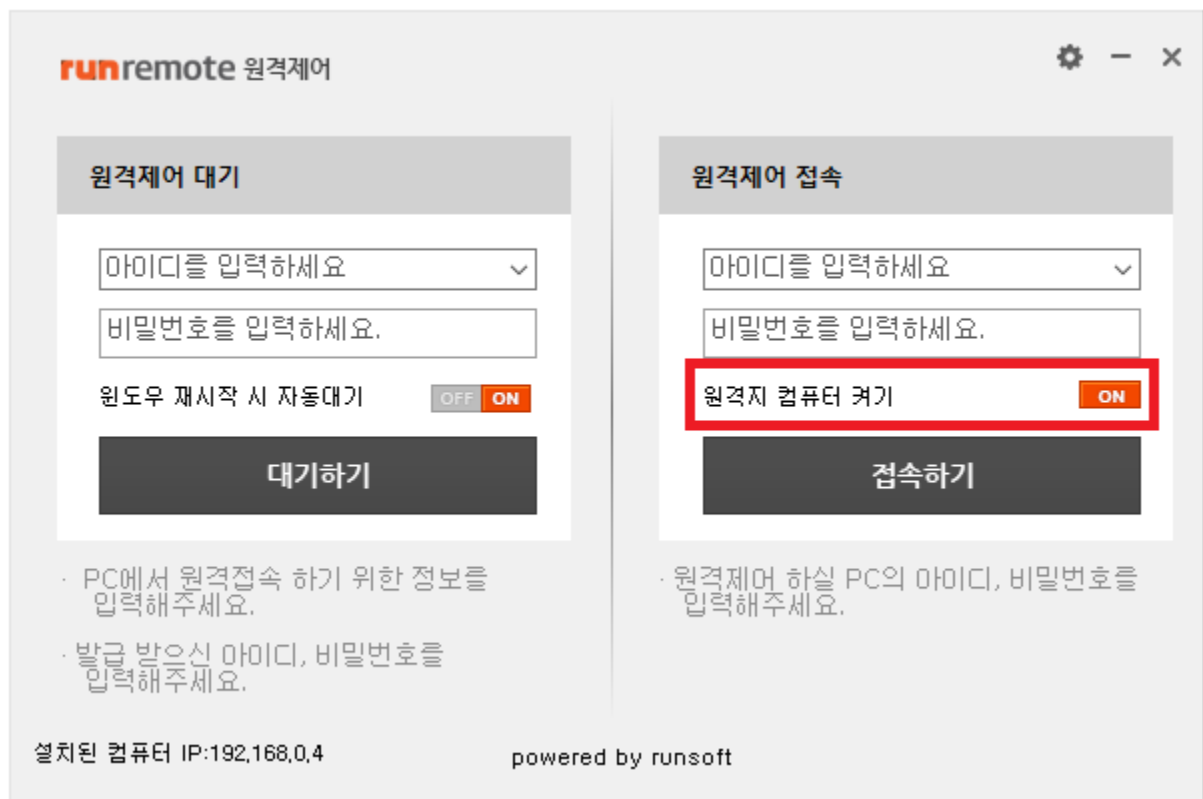 runremote 원격제어
원격제어 대기
아이디를 입력하세요
비밀번호를 입력하세요.
윈도우 재시작 시 자동대기 OFF ON
대기하기
· PC에서 원격접속 하기 위한 정보를
입력해주세요.
· 발급 받으신 아이디, 비밀번호를
입력해주세요.
원격제어 접속
아이디를 입력하세요
비밀번호를 입력하세요.
원격지 컴퓨터 켜기 ON
접속하기
· 원격제어 하실 PC의 아이디, 비밀번호를
입력해주세요.
설치된 컴퓨터 IP:192,168,0,4
powered by runsoft